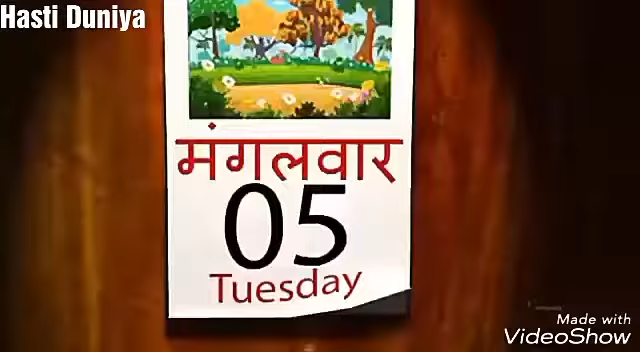 Hasti Duniya
मंगलवार
05
Tuesday
Made with
VideoShow